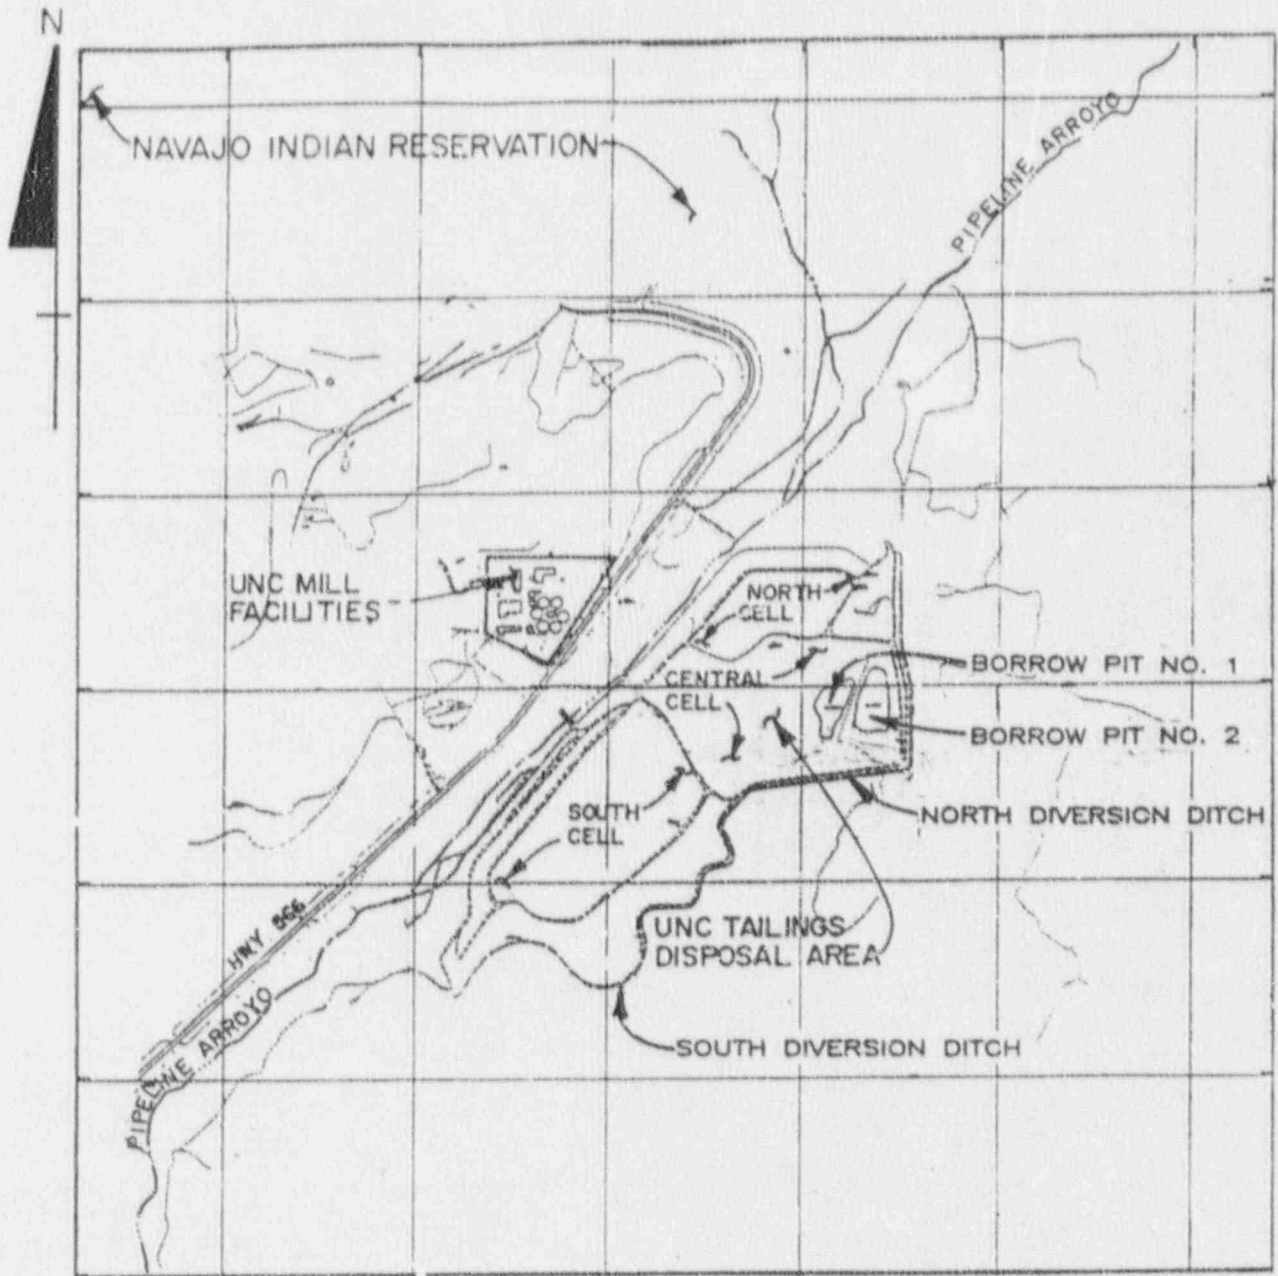 N
NAVAJO INDIAN RESERVATION
PIPELINE ARROYO
UNC MILL
FACILITIES
NORTH
CELL
CENTRAL
CELL
BORROW PIT NO. 1
BORROW PIT NO. 2
SOUTH
CELL
NORTH DIVERSION DITCH
UNC TAILINGS
DISPOSAL AREA
HWY 566
PIPELINE ARROYO
SOUTH DIVERSION DITCH